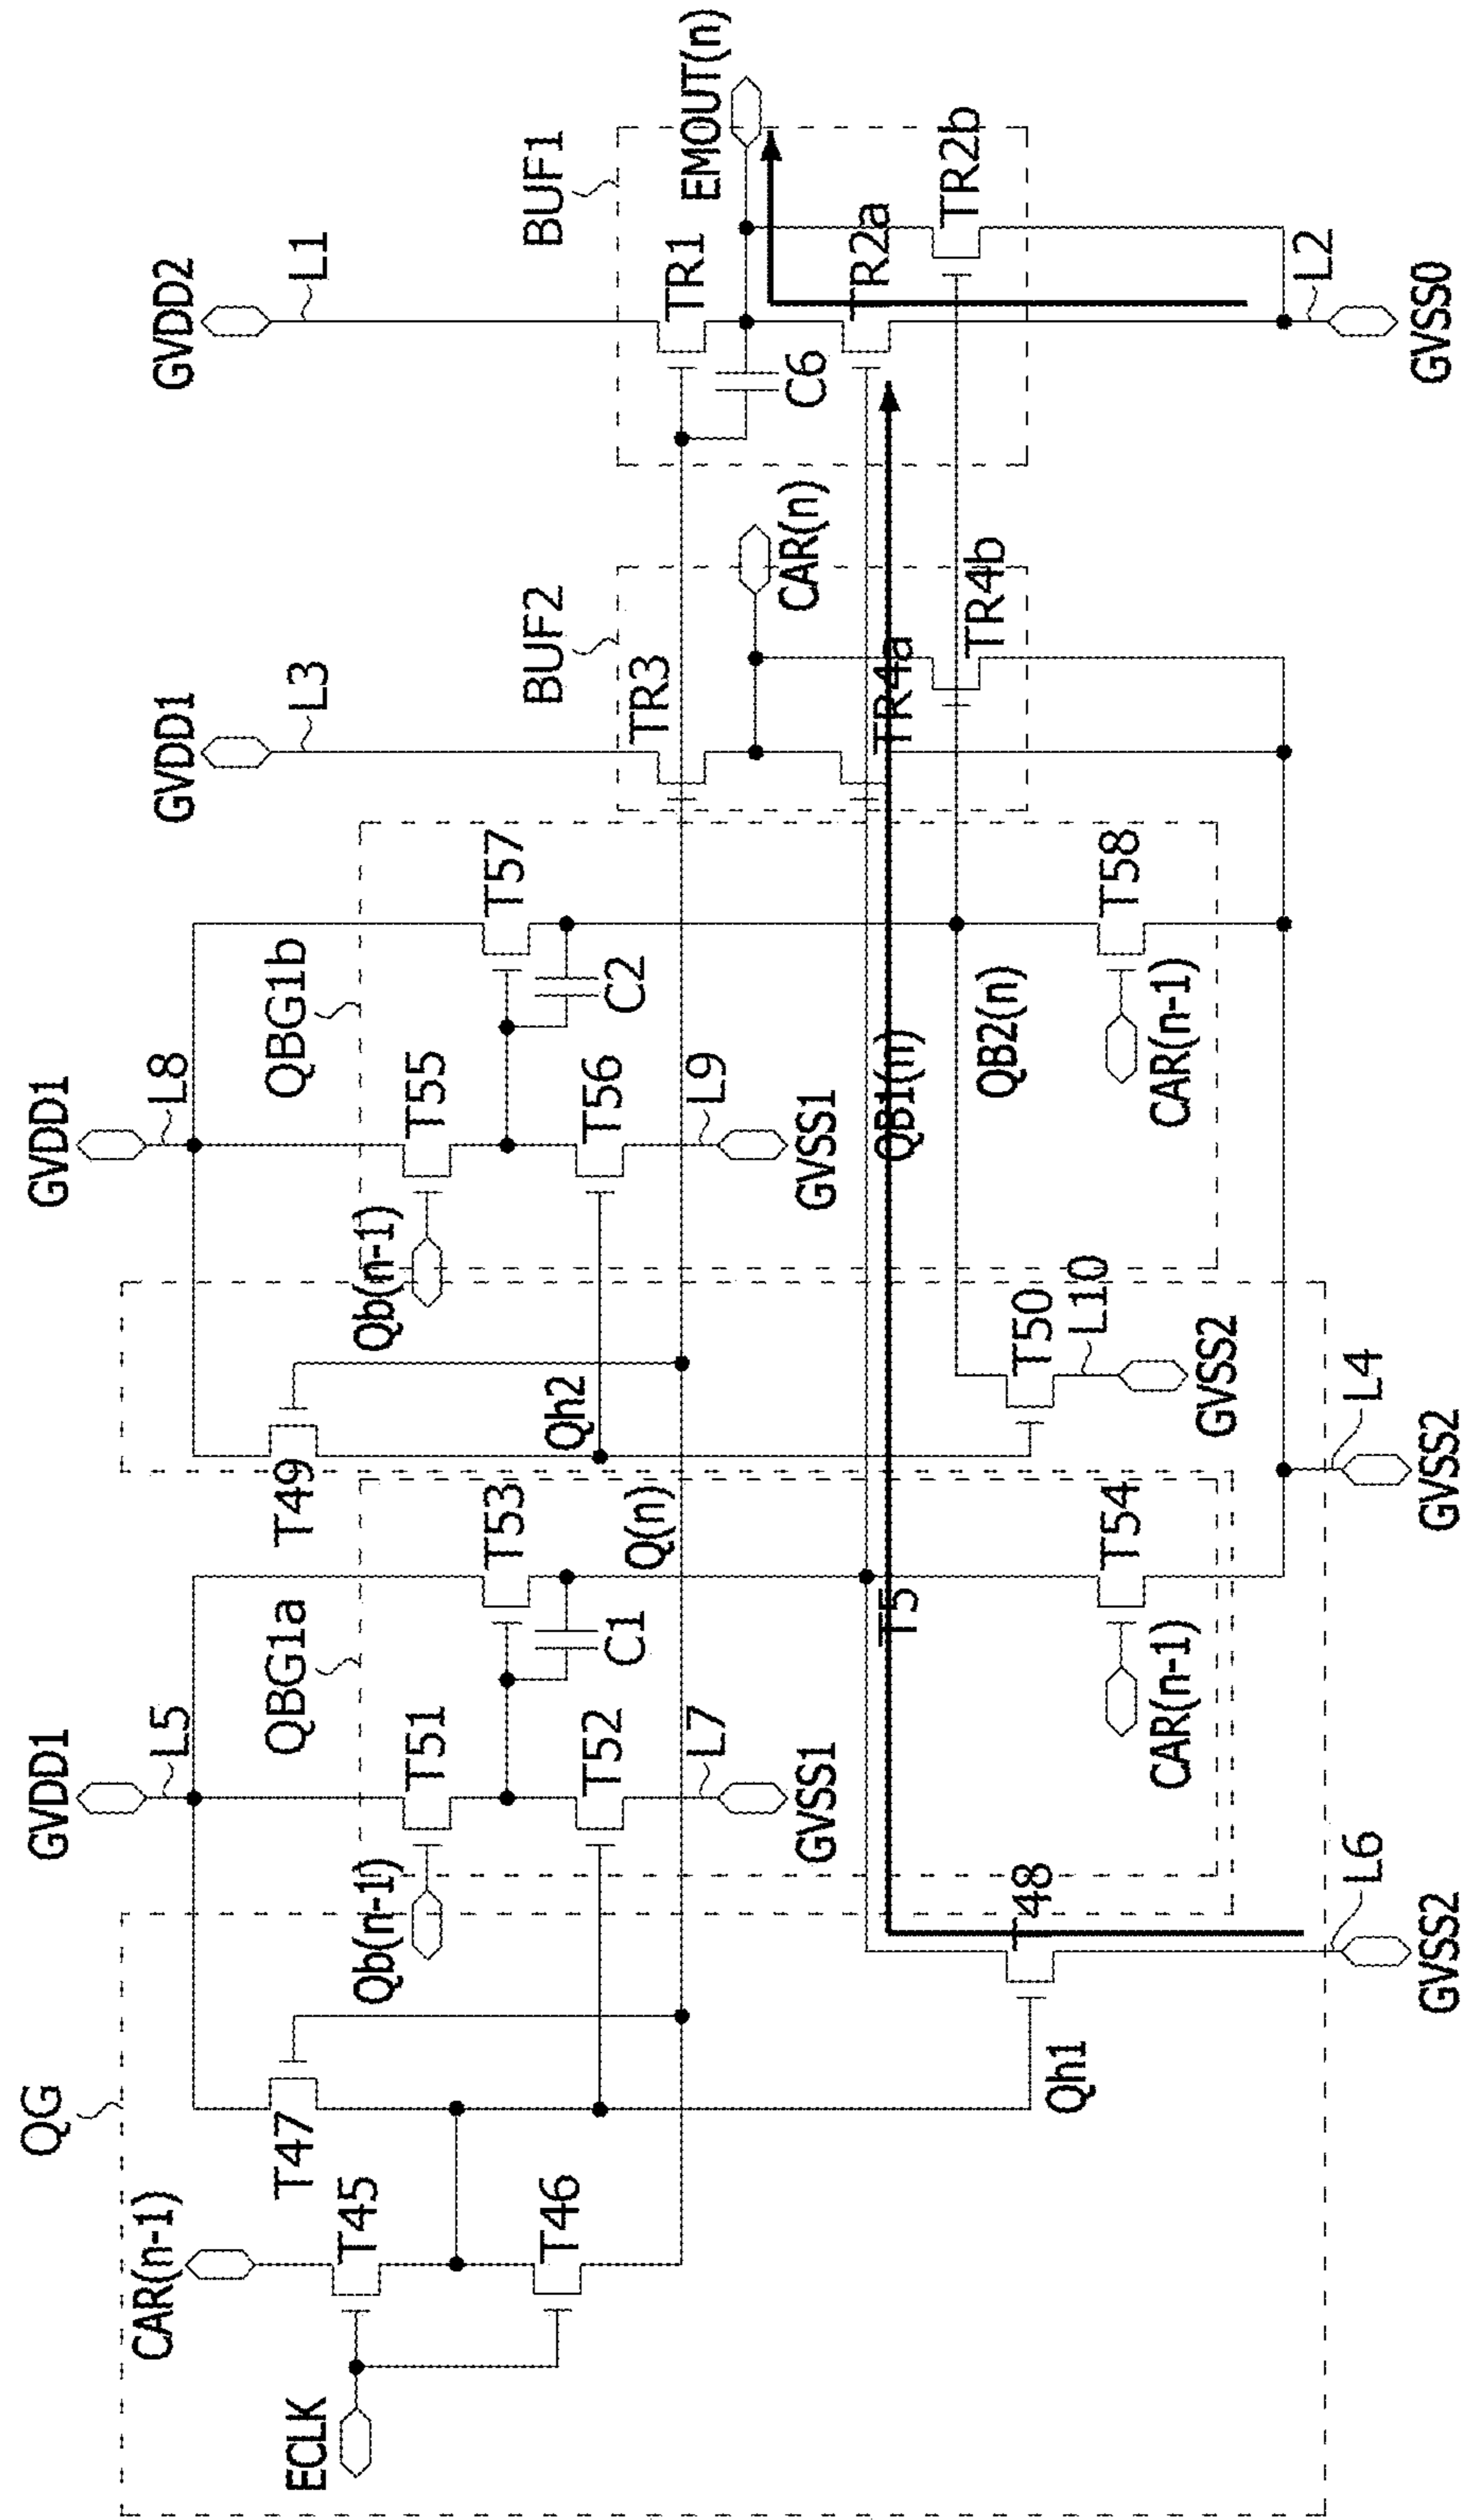 QG
CAR(n-1)
ECLK
T45
T46
T47
Qh1
T48
L6
GVSS2
GVDD1
L5
QBG1a
Qb(n-1)
T51
T52
L7
GVSS1
T53
C1
Q(n)
T5
T54
CAR(n-1)
T49
Qh2
T50
L10
GVSS2
L4
GVSS2
GVDD1
L8
QBG1b
Qb(n-1)
T55
T56
L9
GVSS1
T57
C2
QB1(n)
QB2(n)
T58
CAR(n-1)
GVDD1
L3
BUF2
TR3
CAR(n)
TR4a
TR4b
GVDD2
L1
BUF1
TR1
C6
EMOUT(n)
TR2a
TR2b
L2
GVSS0